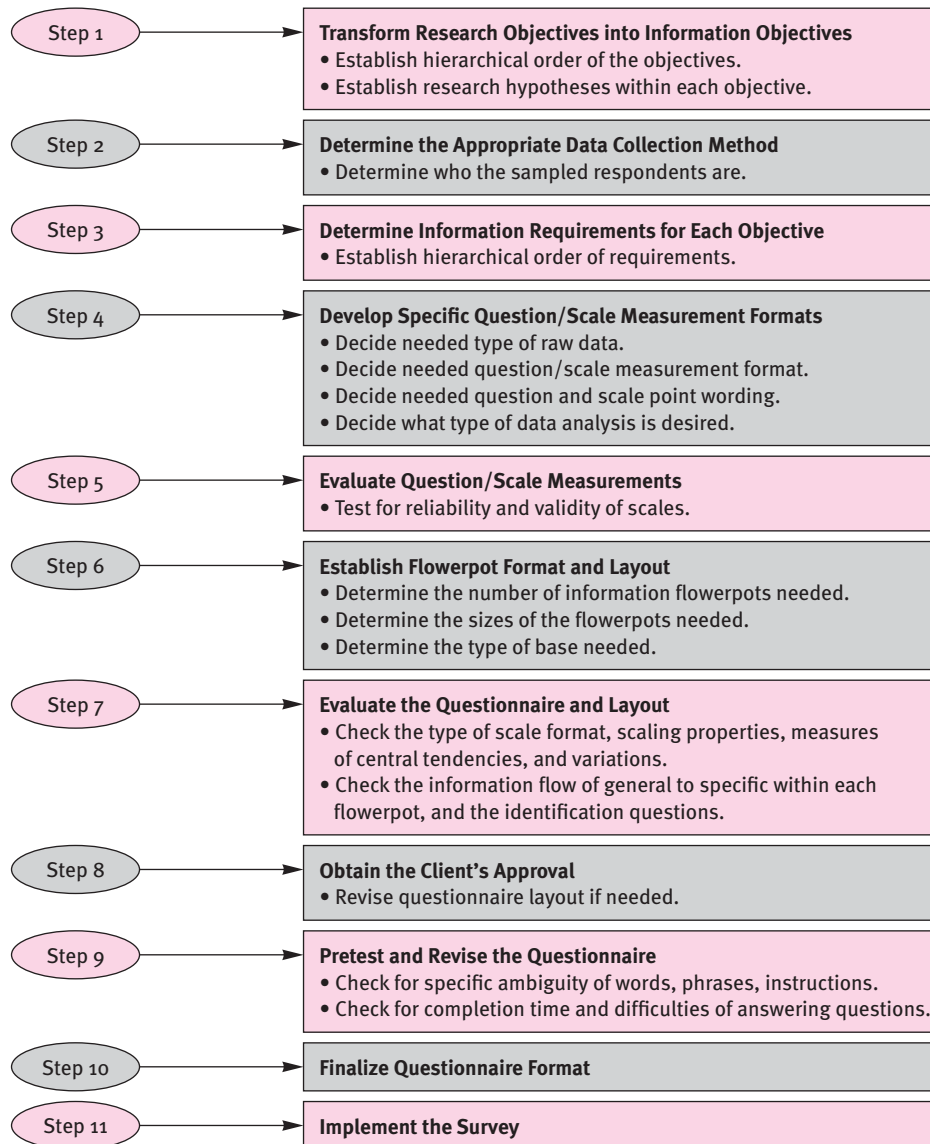 Step 1
Transform Research Objectives into Information Objectives
• Establish hierarchical order of the objectives.
• Establish research hypotheses within each objective.
Step 2
Determine the Appropriate Data Collection Method
• Determine who the sampled respondents are.
Step 3
Determine Information Requirements for Each Objective
• Establish hierarchical order of requirements.
Step 4
Develop Specific Question/Scale Measurement Formats
• Decide needed type of raw data.
• Decide needed question/scale measurement format.
• Decide needed question and scale point wording.
• Decide what type of data analysis is desired.
Step 5
Evaluate Question/Scale Measurements
• Test for reliability and validity of scales.
Step 6
Establish Flowerpot Format and Layout
• Determine the number of information flowerpots needed.
• Determine the sizes of the flowerpots needed.
• Determine the type of base needed.
Step 7
Evaluate the Questionnaire and Layout
• Check the type of scale format, scaling properties, measures
of central tendencies, and variations.
• Check the information flow of general to specific within each
flowerpot, and the identification questions.
Step 8
Obtain the Client's Approval
• Revise questionnaire layout if needed.
Step 9
Pretest and Revise the Questionnaire
• Check for specific ambiguity of words, phrases, instructions.
• Check for completion time and difficulties of answering questions.
Step 10
Finalize Questionnaire Format
Step 11
Implement the Survey